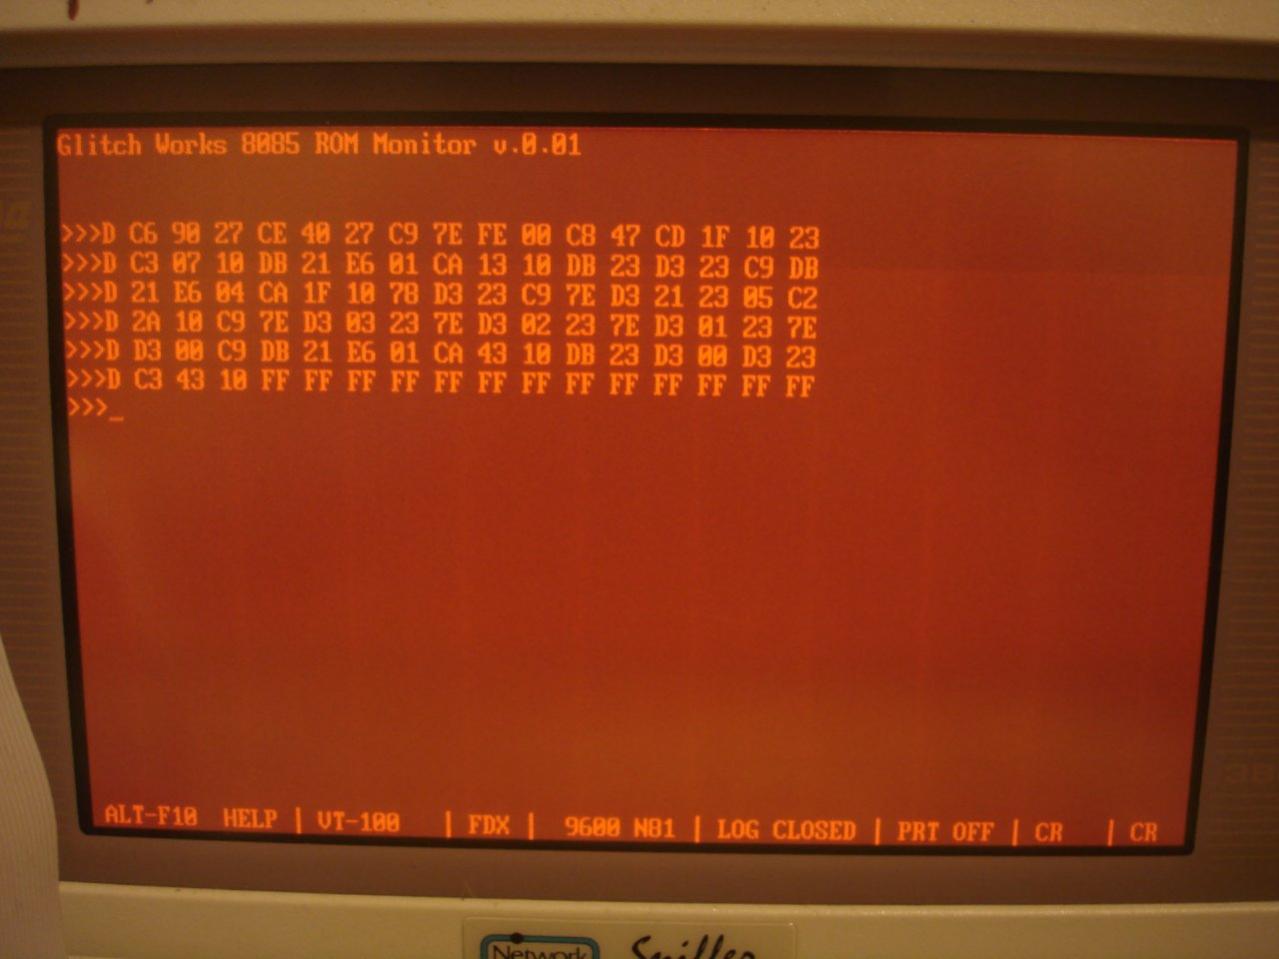 Glitch Works 8085 ROM Monitor v.0.01
>>>D C6 90 27 CE 40 27 C9 7E FE 00 C8 47 CD 1F 10 23
>>>D C3 07 10 DB 21 E6 01 CA 13 10 DB 23 D3 23 C9 DB
>>>D 21 E6 04 CA 1F 10 78 D3 23 C9 7E D3 21 23 05 C2
>>>D 2A 10 C9 7E D3 03 23 7E D3 02 23 7E D3 01 23 7E
>>>D D3 00 C9 DB 21 E6 01 CA 43 10 DB 23 D3 00 D3 23
>>>D C3 43 10 FF FF FF FF FF FF FF FF FF FF FF FF FF
>>>_
ALT-F10 HELP | VT-100 | FDX | 9600 N81 | LOG CLOSED | PRT OFF | CR | CR
Network Sniffer